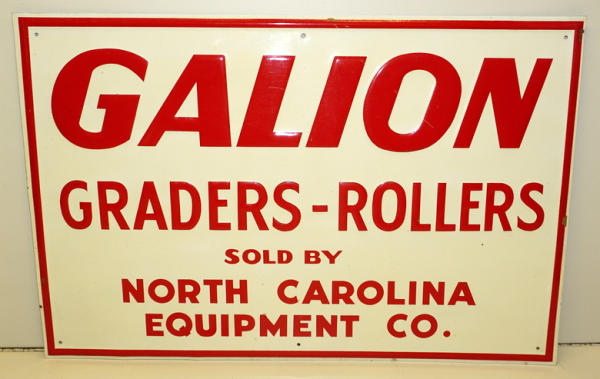 GALION
GRADERS-ROLLERS
SOLD BY
NORTH CAROLINA
EQUIPMENT CO.